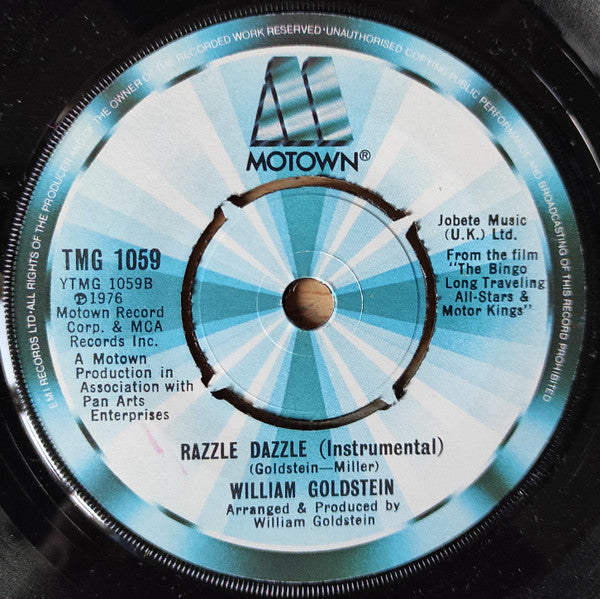 EMI RECORDS LTD·ALL RIGHTS OF THE PRODUCER AND OF THE OWNER OF THE RECORDED WORK RESERVED·UNAUTHORISED COPYING PUBLIC PERFORMANCE AND BROADCASTING OF THIS RECORD PROHIBITED
MOTOWN®
TMG 1059
YTMG 1059B
℗1976
Motown Record
Corp. & MCA
Records Inc.
A Motown
Production in
Association with
Pan Arts
Enterprises
Jobete Music
(U.K.) Ltd.
From the film
"The Bingo
Long Traveling
All-Stars &
Motor Kings"
RAZZLE DAZZLE (Instrumental)
(Goldstein—Miller)
WILLIAM GOLDSTEIN
Arranged & Produced by
William Goldstein